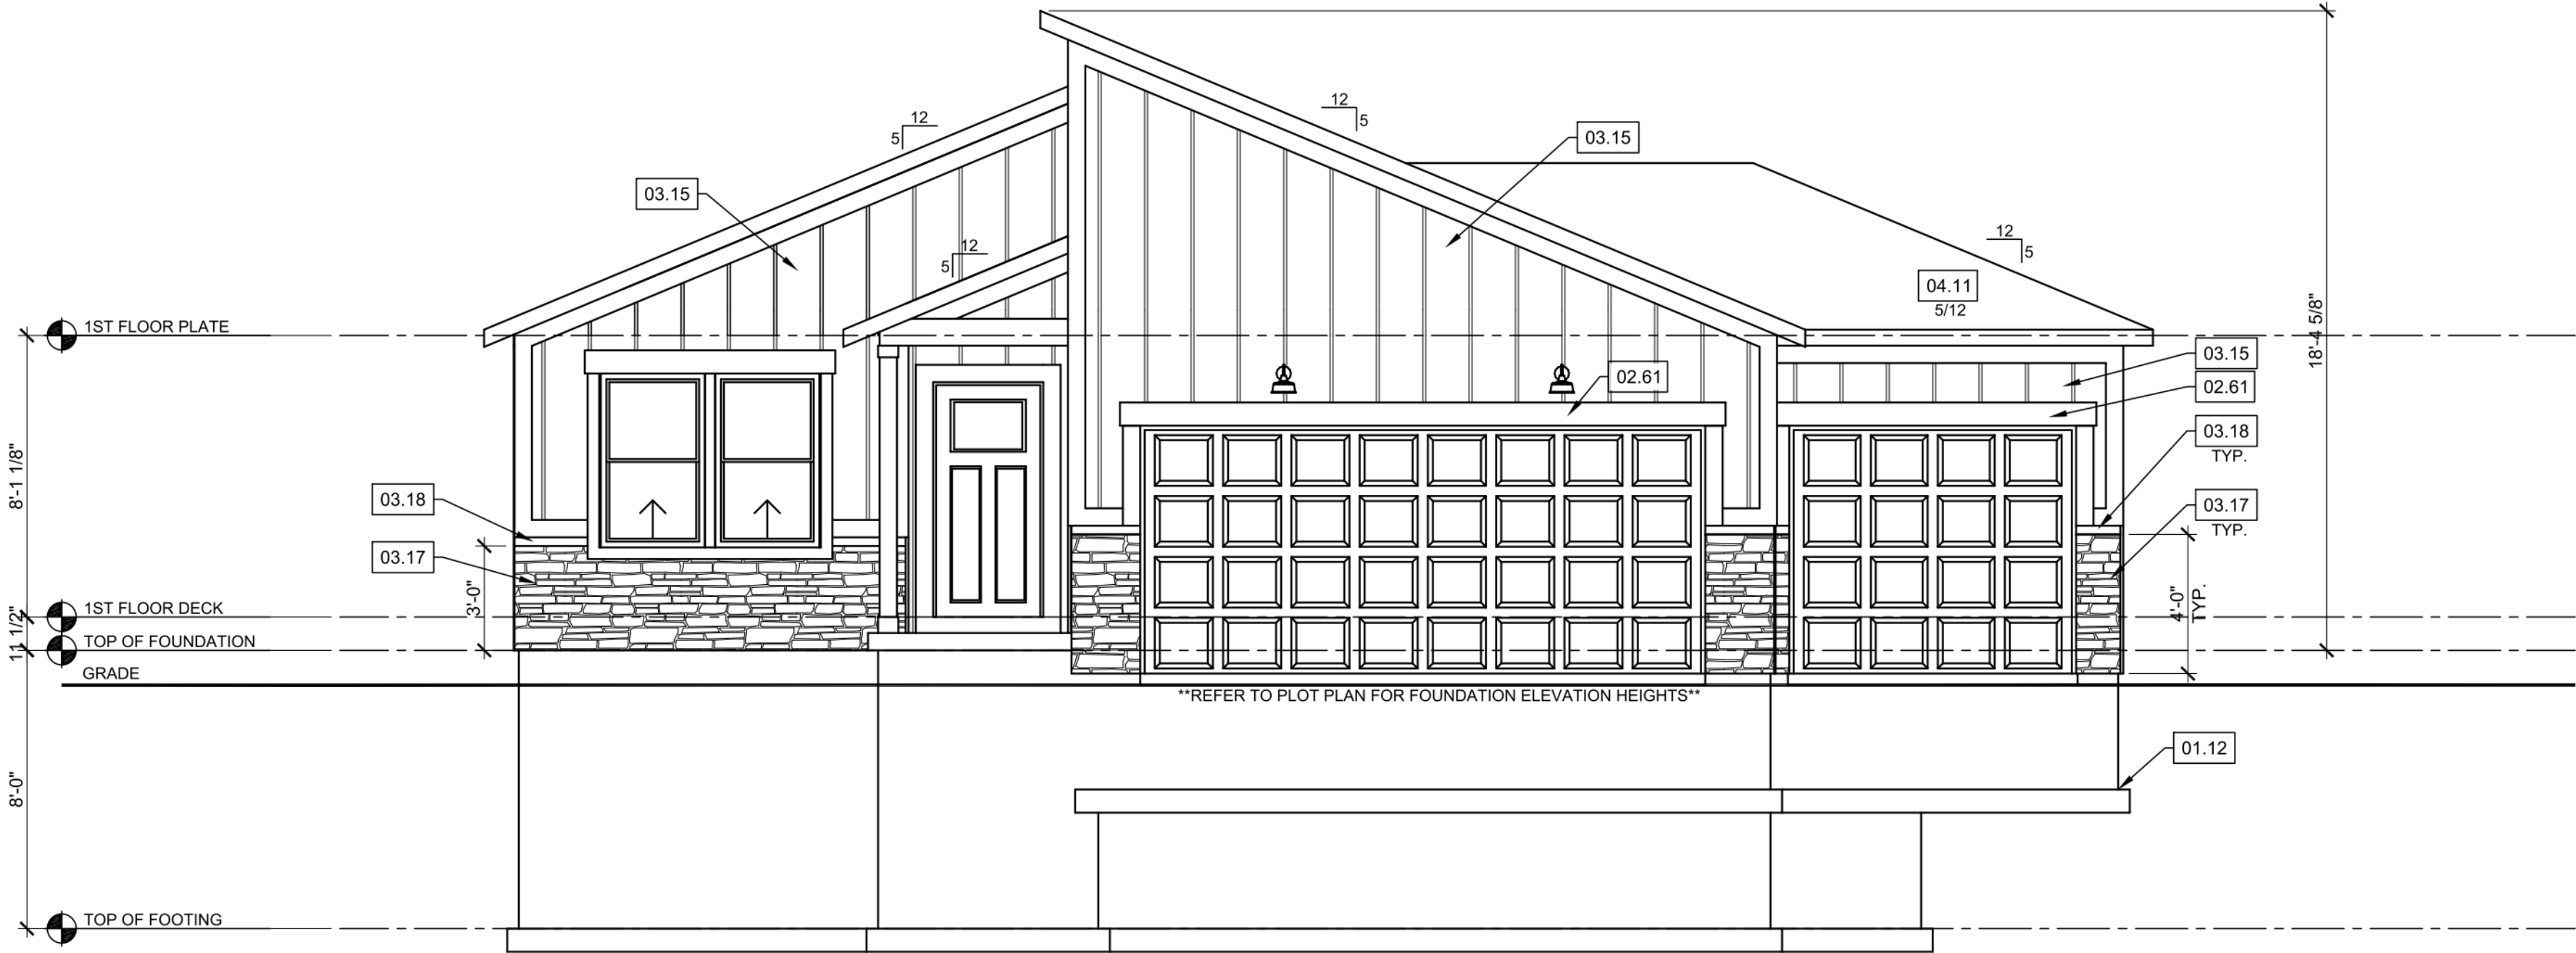 12
5
18'-4 5/8"
12
5
03.15
03.15
12
5
12
5
04.11
5/12
1ST FLOOR PLATE
03.15
02.61
02.61
03.18
TYP.
8'-1 1/8"
03.18
03.17
TYP.
03.17
3'-0"
4'-0"
TYP.
1ST FLOOR DECK
11 1/2"
TOP OF FOUNDATION
GRADE
**REFER TO PLOT PLAN FOR FOUNDATION ELEVATION HEIGHTS**
01.12
8'-0"
TOP OF FOOTING